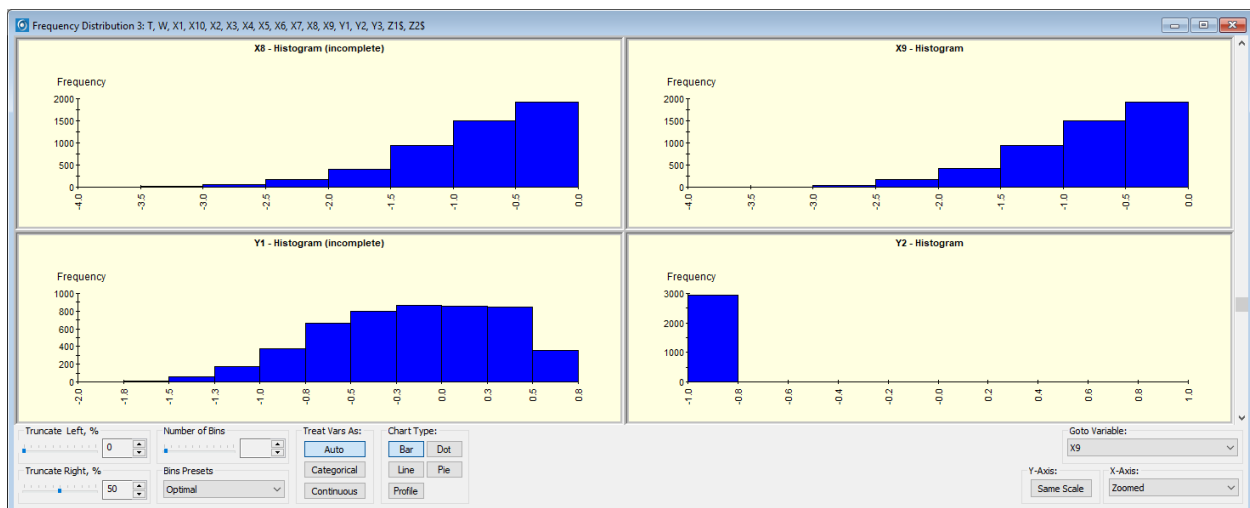 Frequency Distribution 3: T, W, X1, X10, X2, X3, X4, X5, X6, X7, X8, X9, Y1, Y2, Y3, Z1$, Z2$
X8 - Histogram (incomplete)
Frequency
2000
1500
1000
500
0
-4.0 -3.5 -3.0 -2.5 -2.0 -1.5 -1.0 -0.5 0.0
X9 - Histogram
Frequency
2000
1500
1000
500
0
-4.0 -3.5 -3.0 -2.5 -2.0 -1.5 -1.0 -0.5 0.0
Y1 - Histogram (incomplete)
Frequency
1000
800
600
400
200
0
-2.0 -1.8 -1.5 -1.3 -1.0 -0.8 -0.5 -0.3 0.0 0.3 0.5 0.8
Y2 - Histogram
Frequency
3000
2000
1000
0
-1.0 -0.8 -0.6 -0.4 -0.2 -0.0 0.2 0.4 0.6 0.8 1.0
Truncate Left, %
0
Truncate Right, %
50
Number of Bins
Bins Presets
Optimal
Treat Vars As:
Auto
Categorical
Continuous
Chart Type:
Bar Dot
Line Pie
Profile
Goto Variable:
X9
Y-Axis:
Same Scale
X-Axis:
Zoomed